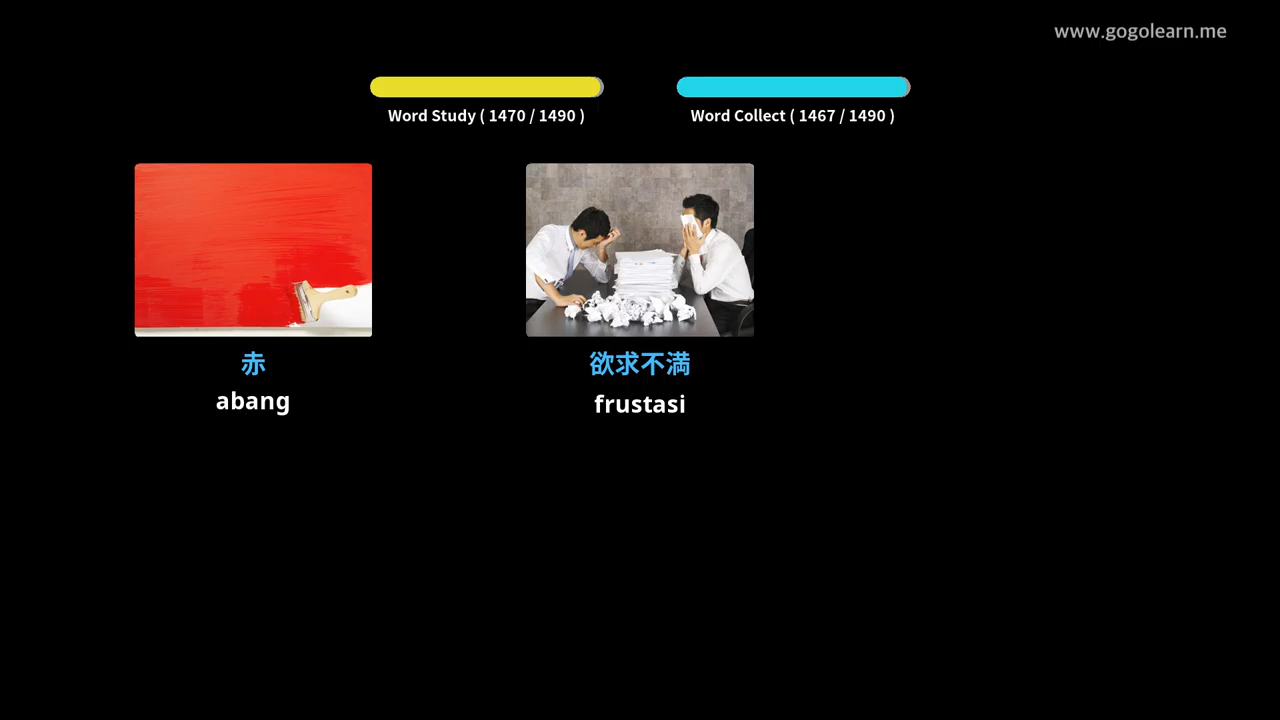 www.gogolearn.me
Word Study ( 1470 / 1490 )
Word Collect ( 1467 / 1490 )
赤
abang
欲求不満
frustasi